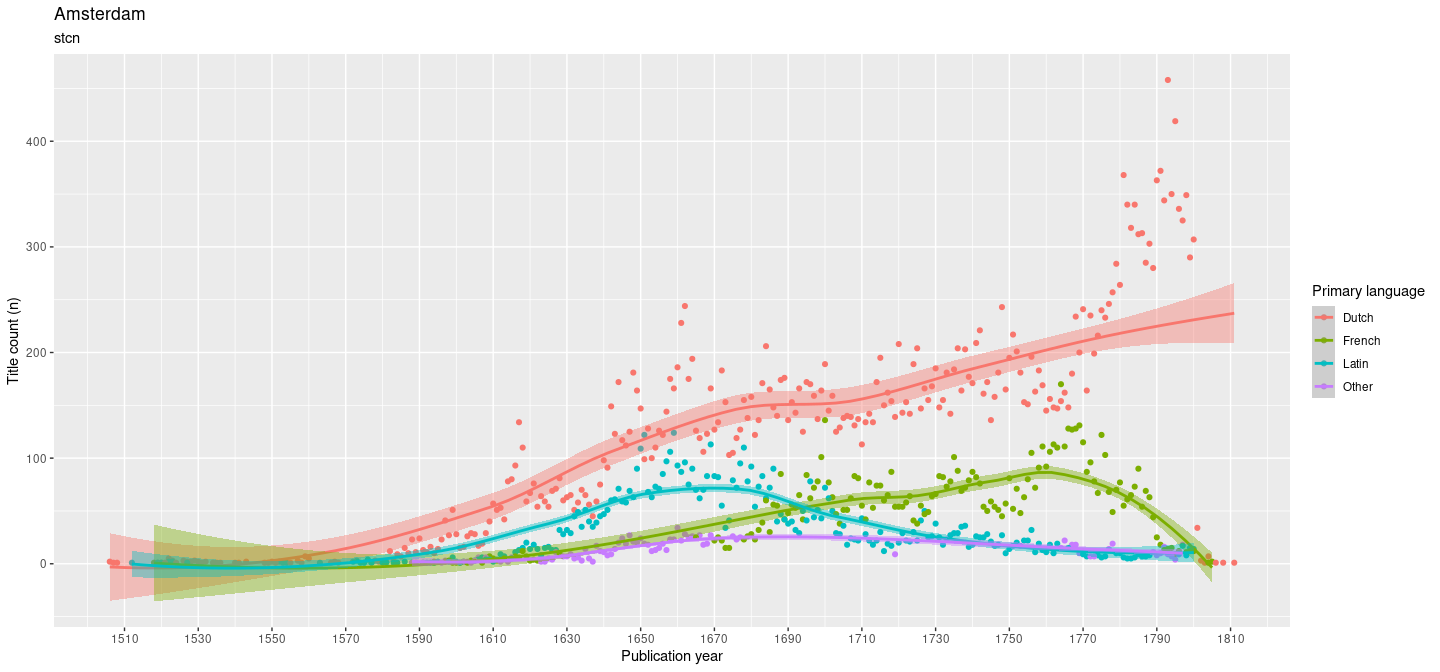 Amsterdam
stcn
Title count (n)
400
300
200
100
0
1510 1530 1550 1570 1590 1610 1630 1650 1670 1690 1710 1730 1750 1770 1790 1810
Publication year
Primary language
Dutch
French
Latin
Other